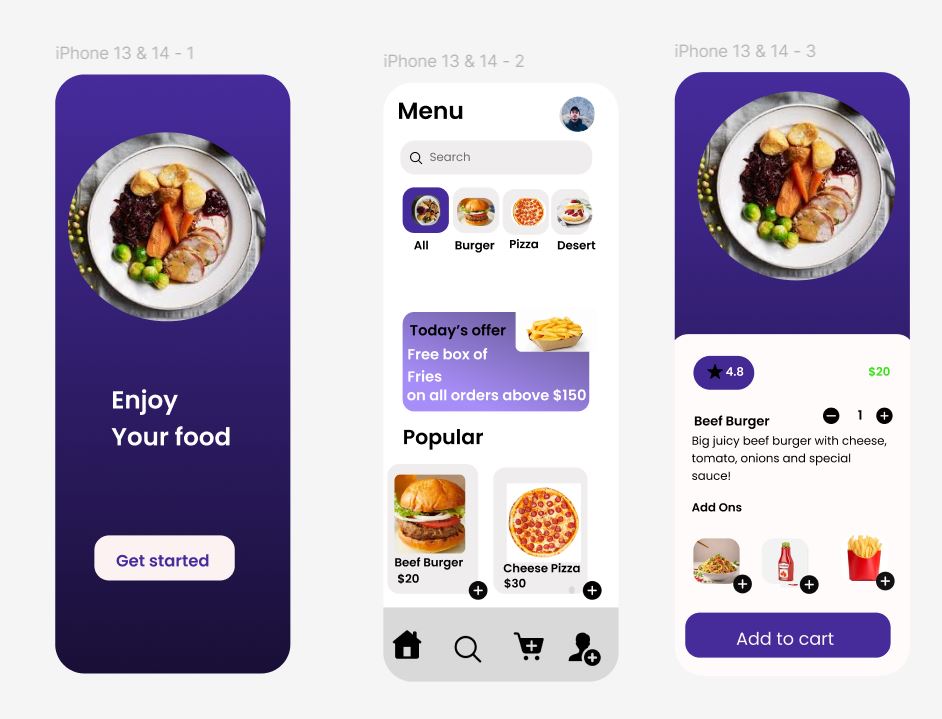 iPhone 13 & 14 - 1
Enjoy
Your food
Get started
iPhone 13 & 14 - 2
Menu
Search
All Burger Pizza Desert
Today's offer
Free box of
Fries
on all orders above $150
Popular
Beef Burger
$20
Cheese Pizza
$30
iPhone 13 & 14 - 3
4.8
$20
Beef Burger
1
Big juicy beef burger with cheese,
tomato, onions and special
sauce!
Add Ons
Add to cart